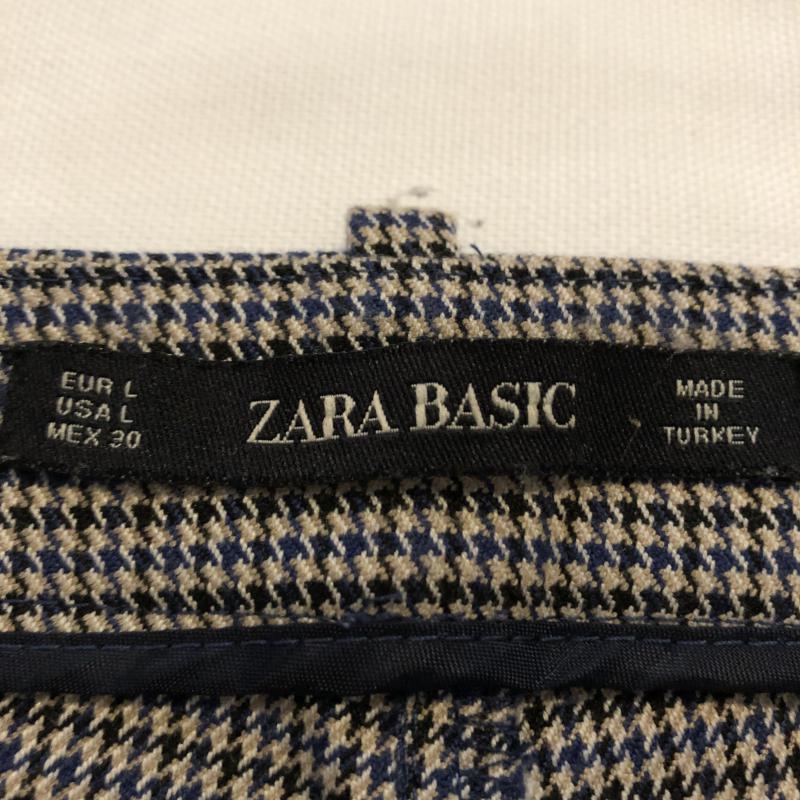 EUR L
USA L
MEX 30
ZARA BASIC
MADE
IN
TURKEY